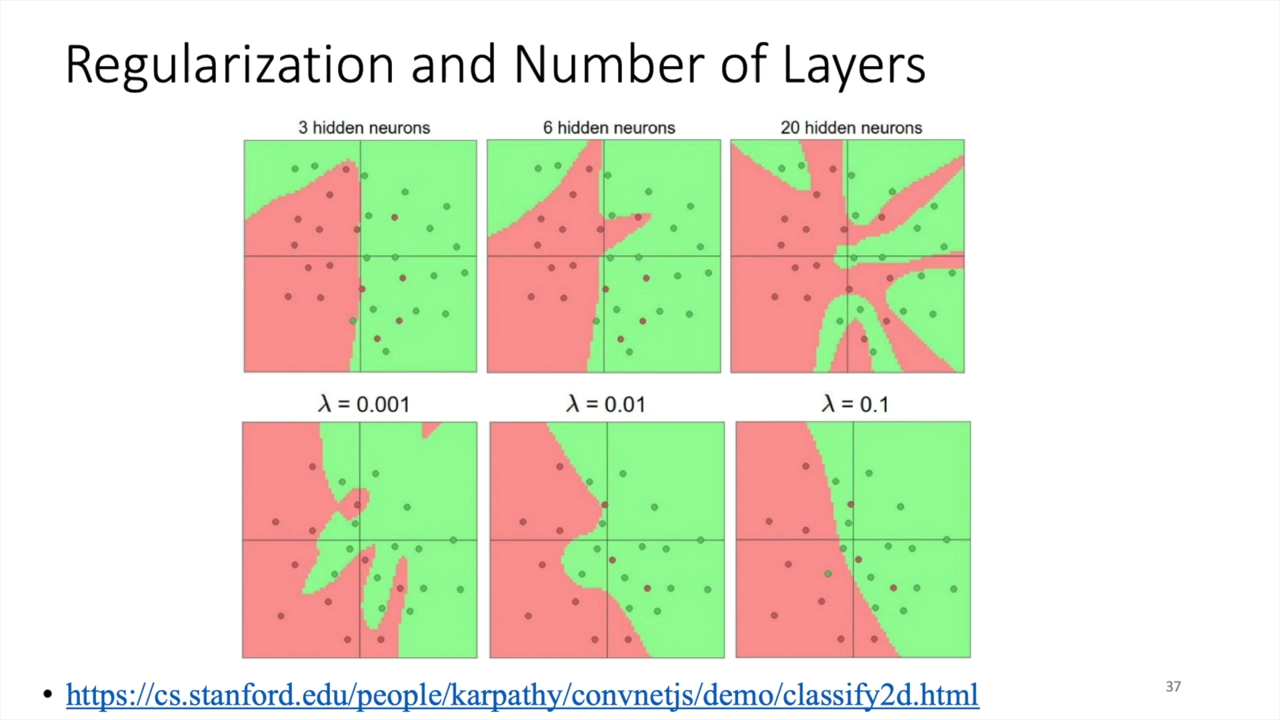 Regularization and Number of Layers
3 hidden neurons
6 hidden neurons
20 hidden neurons
λ = 0.001
λ = 0.01
λ = 0.1
• https://cs.stanford.edu/people/karpathy/convnetjs/demo/classify2d.html
37